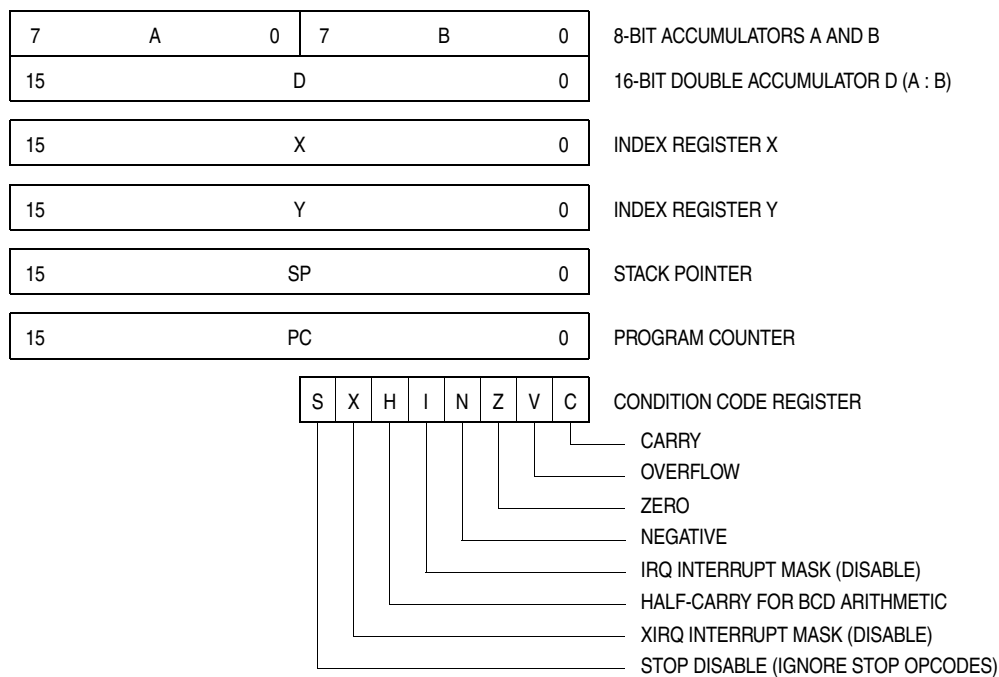 7 A 0 7 B 0 8-BIT ACCUMULATORS A AND B
15 D 0 16-BIT DOUBLE ACCUMULATOR D (A : B)
15 X 0 INDEX REGISTER X
15 Y 0 INDEX REGISTER Y
15 SP 0 STACK POINTER
15 PC 0 PROGRAM COUNTER
S X H I N Z V C CONDITION CODE REGISTER
CARRY
OVERFLOW
ZERO
NEGATIVE
IRQ INTERRUPT MASK (DISABLE)
HALF-CARRY FOR BCD ARITHMETIC
XIRQ INTERRUPT MASK (DISABLE)
STOP DISABLE (IGNORE STOP OPCODES)